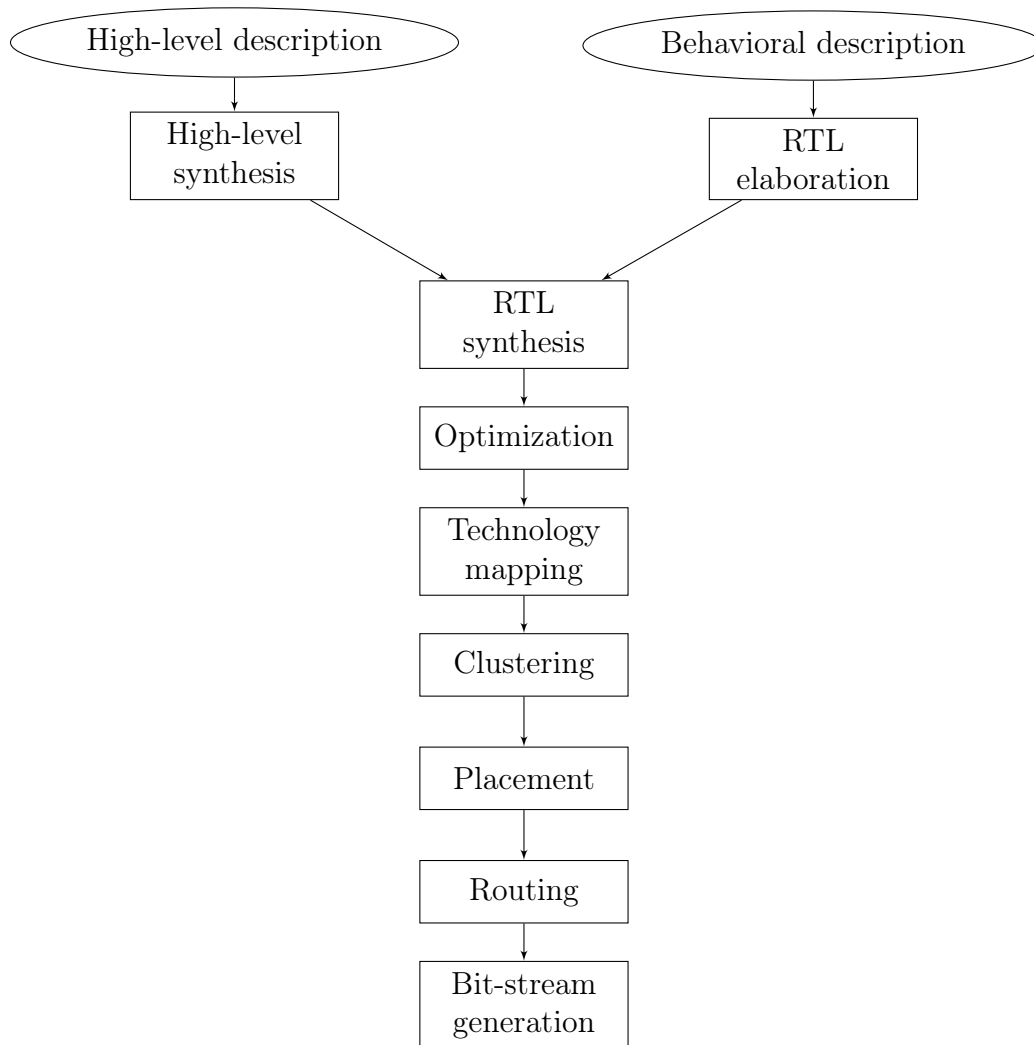 High-level description
Behavioral description
High-level
synthesis
RTL
elaboration
RTL
synthesis
Optimization
Technology
mapping
Clustering
Placement
Routing
Bit-stream
generation